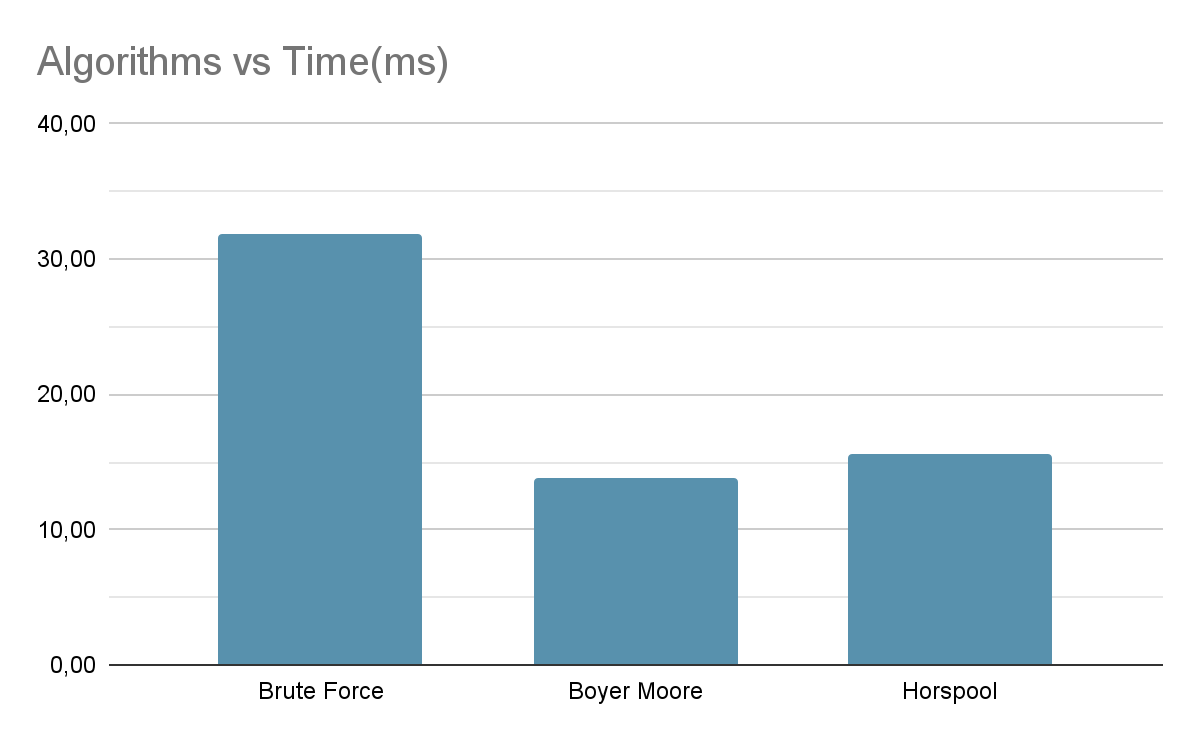 Algorithms vs Time(ms)
40,00
30,00
20,00
10,00
0,00
Brute Force
Boyer Moore
Horspool